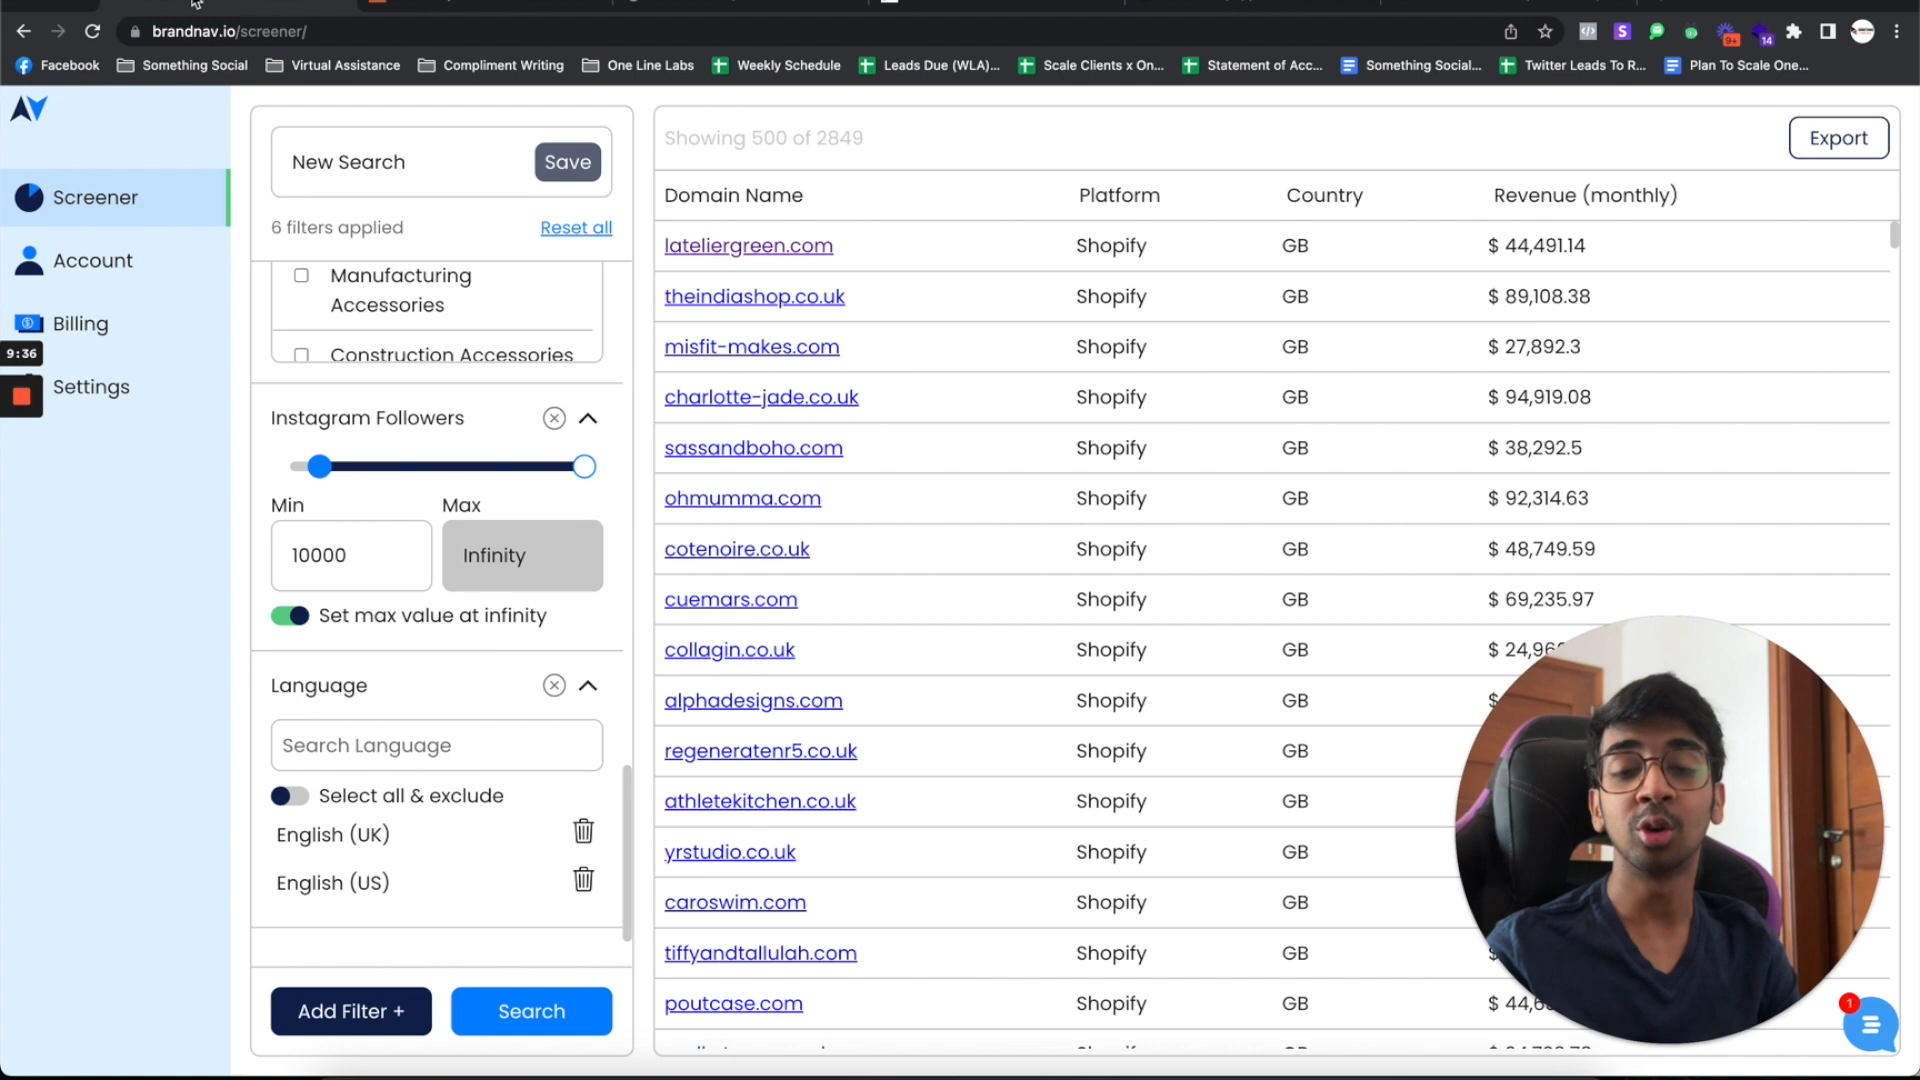 brandnav.io/screener/
Facebook
Something Social
Virtual Assistance
Compliment Writing
One Line Labs
Weekly Schedule
Leads Due (WLA)...
Scale Clients x On...
Statement of Acc...
Something Social...
Twitter Leads To R...
Plan To Scale One...
S
9+
14
Screener
Account
Billing
9:36
Settings
New Search
Save
6 filters applied
Reset all
Manufacturing
Accessories
Construction Accessories
Instagram Followers
Min
Max
10000
Infinity
Set max value at infinity
Language
Search Language
Select all & exclude
English (UK)
English (US)
Add Filter +
Search
Showing 500 of 2849
Export
Domain Name Platform Country Revenue (monthly)
lateliergreen.com Shopify GB $ 44,491.14
theindiashop.co.uk Shopify GB $ 89,108.38
misfit-makes.com Shopify GB $ 27,892.3
charlotte-jade.co.uk Shopify GB $ 94,919.08
sassandboho.com Shopify GB $ 38,292.5
ohmumma.com Shopify GB $ 92,314.63
cotenoire.co.uk Shopify GB $ 48,749.59
cuemars.com Shopify GB $ 69,235.97
collagin.co.uk Shopify GB $ 24,96
alphadesigns.com Shopify GB $
regeneratenr5.co.uk Shopify GB
athletekitchen.co.uk Shopify GB
yrstudio.co.uk Shopify GB
caroswim.com Shopify GB
tiffyandtallulah.com Shopify GB $
poutcase.com Shopify GB $ 44,6
1